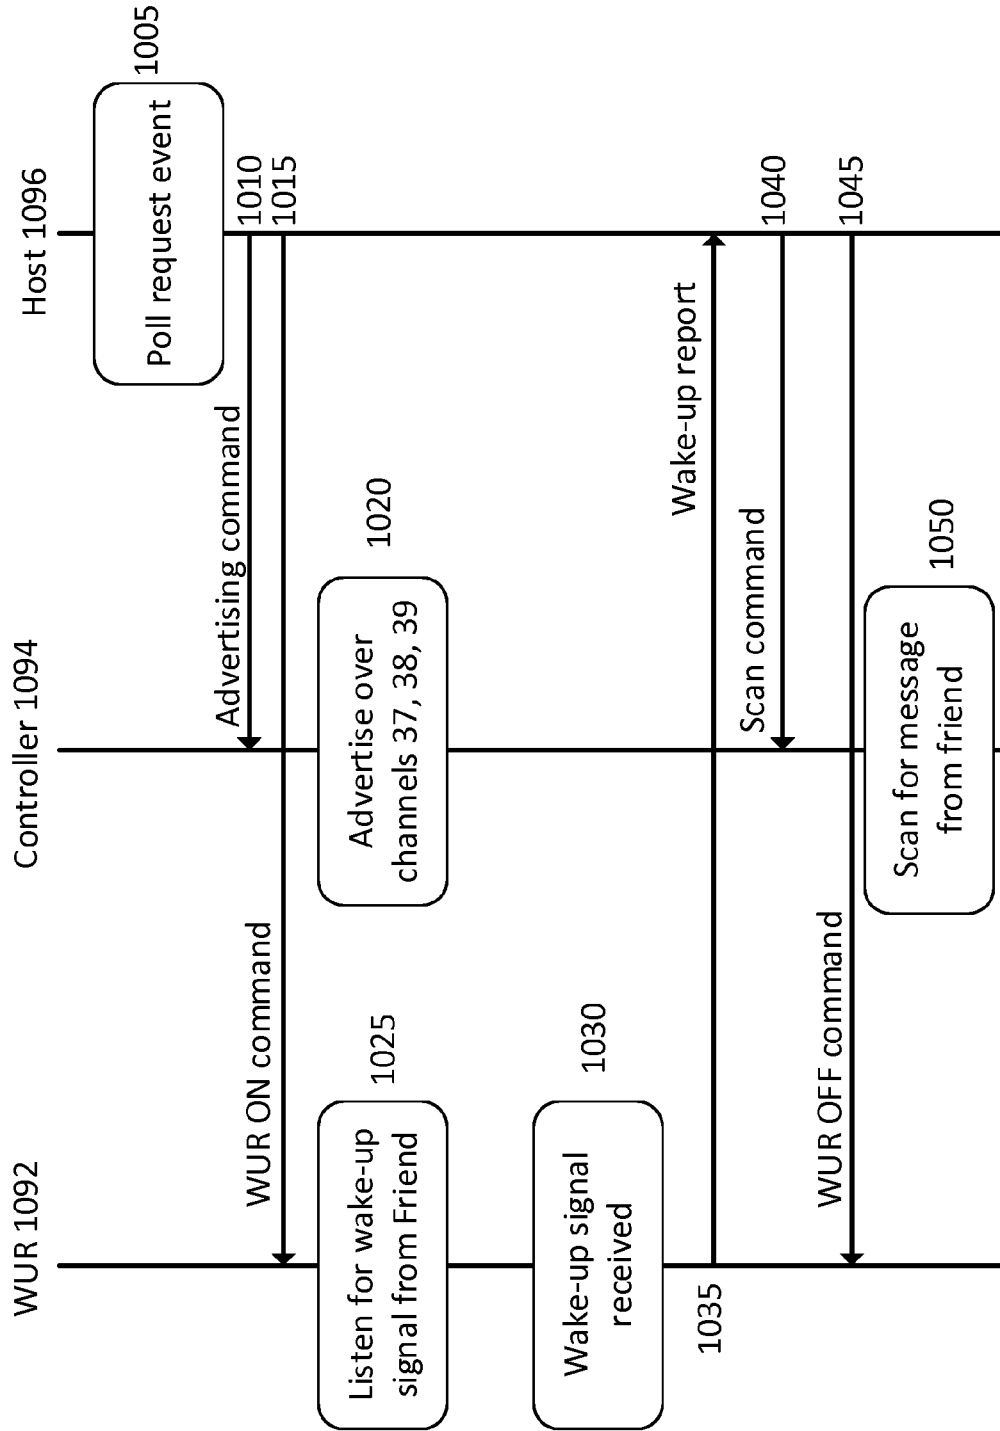 WUR 1092
Controller 1094
Host 1096
Poll request event
1005
Advertising command
1010
WUR ON command
1015
Listen for wake-up
signal from Friend
1025
Advertise over
channels 37, 38, 39
1020
Wake-up signal
received
1030
1035
Wake-up report
Scan command
1040
WUR OFF command
1045
Scan for message
from friend
1050